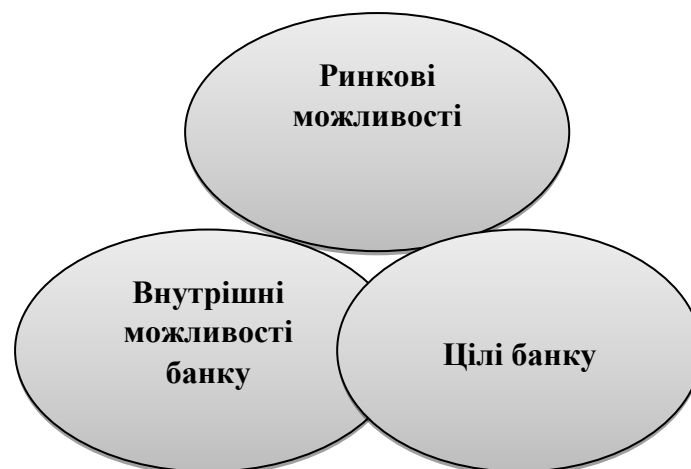 Ринкові
можливості
Внутрішні
можливості
банку
Цілі банку